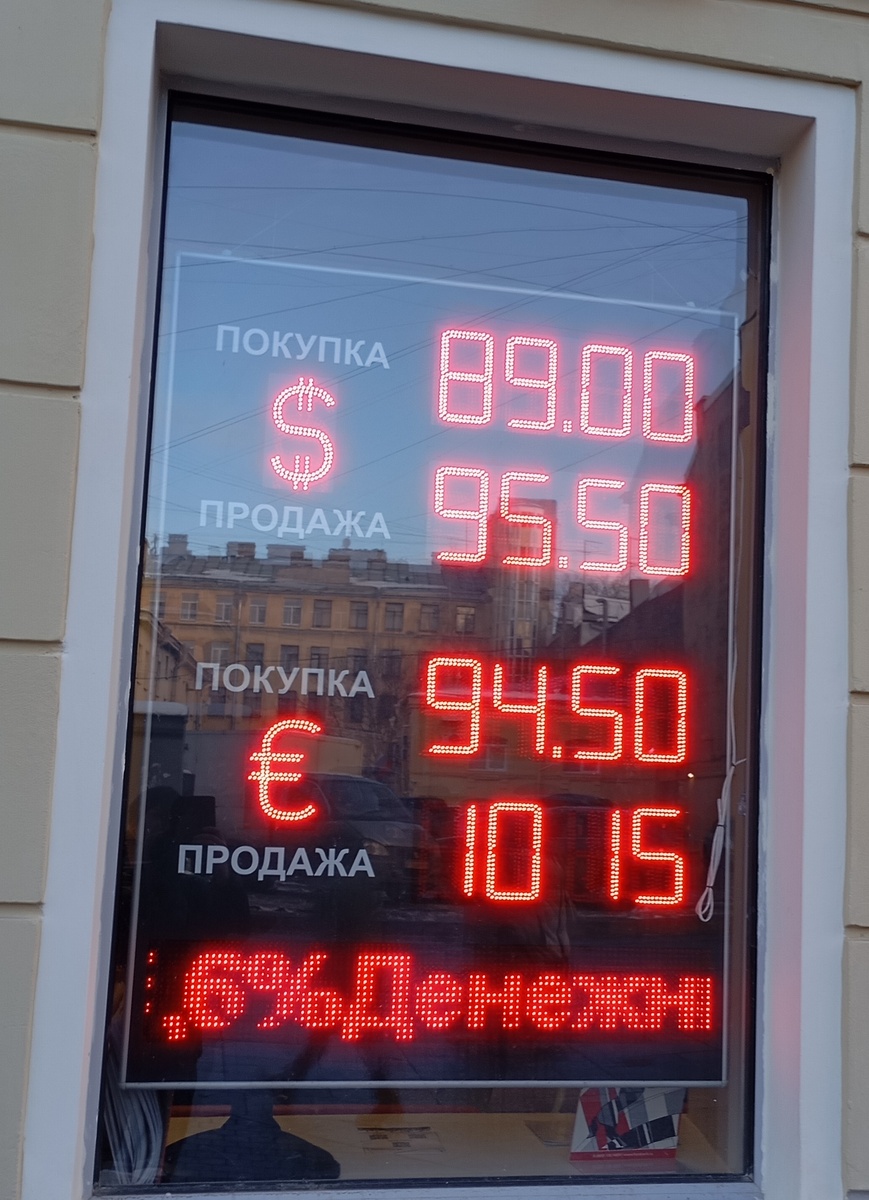 ПОКУПКА 89.00
$
ПРОДАЖА 95.50
ПОКУПКА 94.50
€
ПРОДАЖА 10 15
.6%Денежн